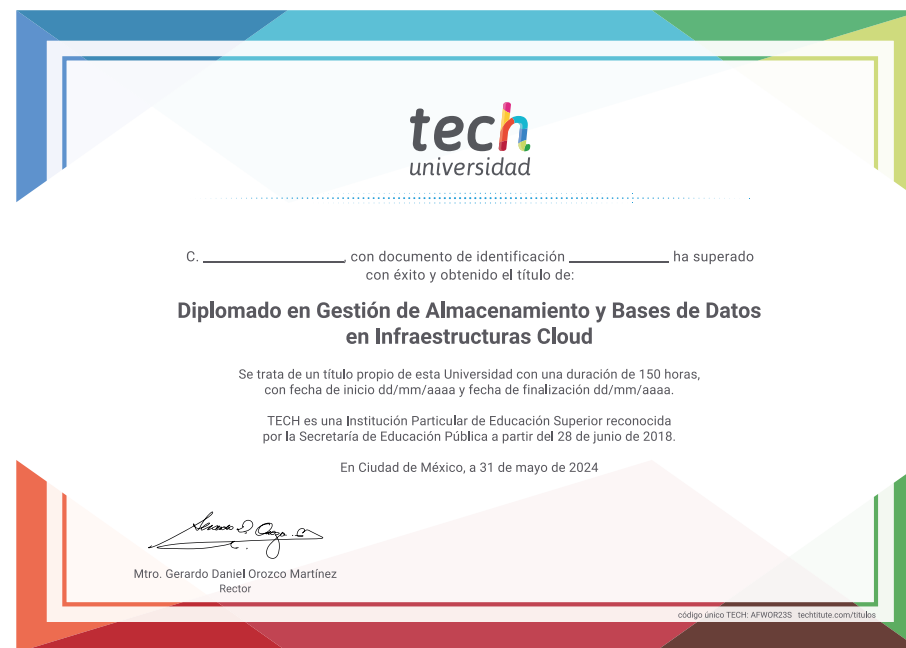 tech
universidad
C. ____________, con documento de identificación ____________ ha superado
con éxito y obtenido el título de:
Diplomado en Gestión de Almacenamiento y Bases de Datos
en Infraestructuras Cloud
Se trata de un título propio de esta Universidad con una duración de 150 horas,
con fecha de inicio dd/mm/aaaa y fecha de finalización dd/mm/aaaa.
TECH es una Institución Particular de Educación Superior reconocida
por la Secretaría de Educación Pública a partir del 28 de junio de 2018.
En Ciudad de México, a 31 de mayo de 2024
Mtro. Gerardo Daniel Orozco Martínez
Rector
código único TECH: AFWOR23S techtitute.com/titulos